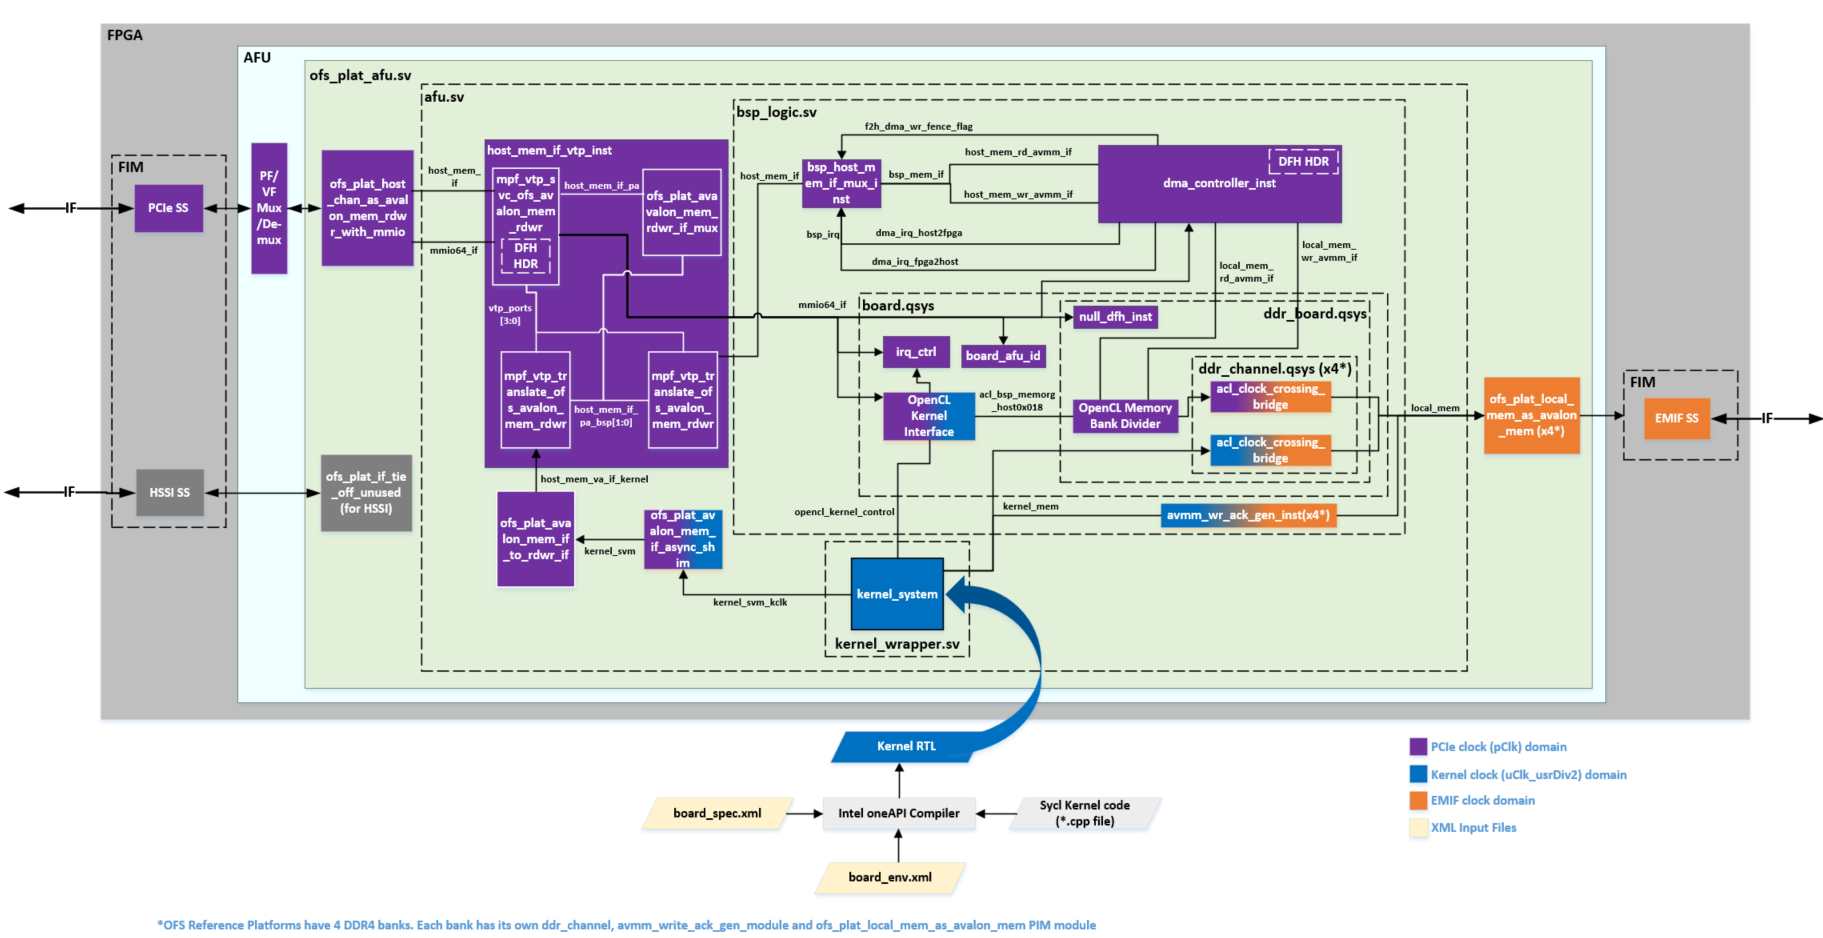 FPGA
AFU
ofs_plat_afu.sv
afu.sv
bsp_logic.sv
FIM
IF
PCIe SS
PF/
VF
Mux
/De-
mux
ofs_plat_host
_chan_as_aval
on_mem_rdw
r_with_mmio
host_mem_
if
mmio64_if
host_mem_if_vtp_inst
mpf_vtp_s
vc_ofs_av
alon_mem
_rdwr
DFH
HDR
host_mem_if_pa
ofs_plat_ava
valon_mem_
rdwr_if_mux
vtp_ports
[3:0]
mpf_vtp_tr
anslate_of
s_avalon_
mem_rdwr
host_mem_if_
pa_bsp[1:0]
mpf_vtp_tr
anslate_of
s_avalon_
mem_rdwr
host_mem_if
f2h_dma_wr_fence_flag
bsp_host_m
em_if_mux_i
nst
bsp_mem_if
host_mem_rd_avmm_if
host_mem_wr_avmm_if
DFH HDR
dma_controller_inst
bsp_irq
dma_irq_host2fpga
dma_irq_fpga2host
local_mem_
rd_avmm_if
local_mem_
wr_avmm_if
mmio64_if
board.qsys
null_dfh_inst
ddr_board.qsys
irq_ctrl
board_afu_id
ddr_channel.qsys (x4*)
OpenCL
Kernel
Interface
acl_bsp_memorg
_host0x018
OpenCL Memory
Bank Divider
acl_clock_crossing_
bridge
acl_clock_crossing_
bridge
local_mem
ofs_plat_local_
mem_as_avalon
_mem (x4*)
FIM
EMIF SS
IF
IF
HSSI SS
ofs_plat_if_tie
_off_unused
(for HSSI)
host_mem_va_if_kernel
ofs_plat_ava
lon_mem_if
_to_rdwr_if
kernel_svm
ofs_plat_av
alon_mem_
if_async_sh
im
opencl_kernel_control
kernel_mem
avmm_wr_ack_gen_inst(x4*)
kernel_svm_kclk
kernel_system
kernel_wrapper.sv
Kernel RTL
board_spec.xml
Intel oneAPI Compiler
Sycl Kernel code
(*.cpp file)
board_env.xml
PCIe clock (pClk) domain
Kernel clock (uClk_usrDiv2) domain
EMIF clock domain
XML Input Files
*OFS Reference Platforms have 4 DDR4 banks. Each bank has its own ddr_channel, avmm_write_ack_gen_module and ofs_plat_local_mem_as_avalon_mem PIM module